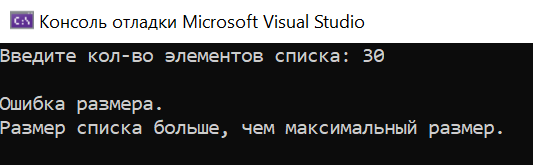 C:\ Консоль отладки Microsoft Visual Studio
Введите кол-во элементов списка: 30
Ошибка размера.
Размер списка больше, чем максимальный размер.